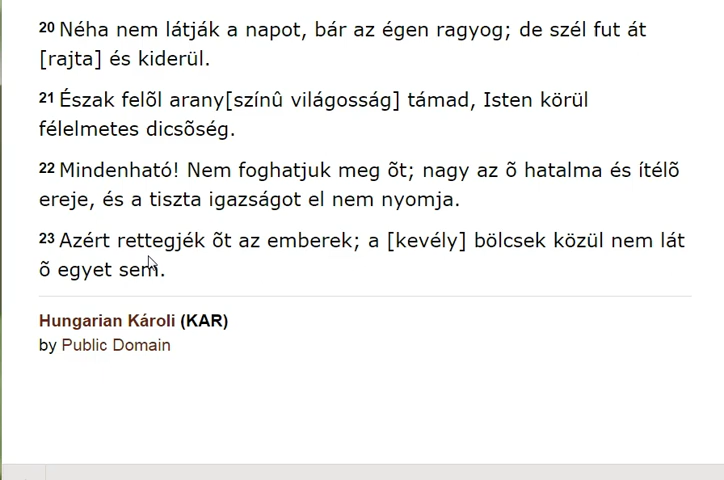 20 Néha nem látják a napot, bár az égen ragyog; de szél fut át
[rajta] és kiderül.
21 Észak felõl arany[színû világosság] támad, Isten körül
félelmetes dicsõség.
22 Mindenható! Nem foghatjuk meg õt; nagy az õ hatalma és ítélõ
ereje, és a tiszta igazságot el nem nyomja.
23 Azért rettegjék õt az emberek; a [kevély] bölcsek közül nem lát
õ egyet sem.
Hungarian Károli (KAR)
by Public Domain